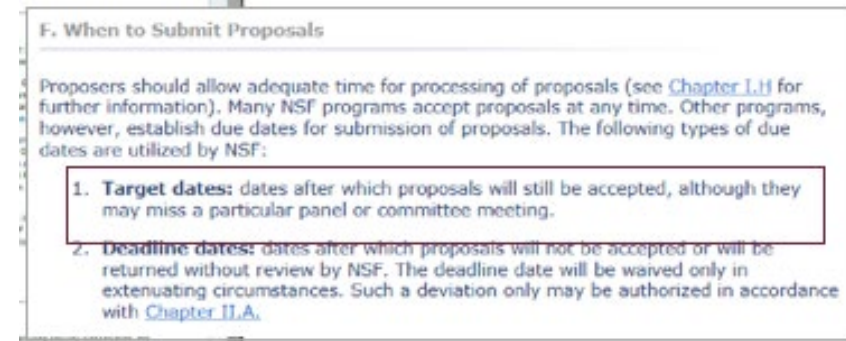 F. When to Submit Proposals
Proposers should allow adequate time for processing of proposals (see Chapter I.H for
further information). Many NSF programs accept proposals at any time. Other programs,
however, establish due dates for submission of proposals. The following types of due
dates are utilized by NSF:
1. Target dates: dates after which proposals will still be accepted, although they
may miss a particular panel or committee meeting.
2. Deadline dates: dates after which proposals will not be accepted or will be
returned without review by NSF. The deadline date will be waived only in
extenuating circumstances. Such a deviation only may be authorized in accordance
with Chapter II.A.